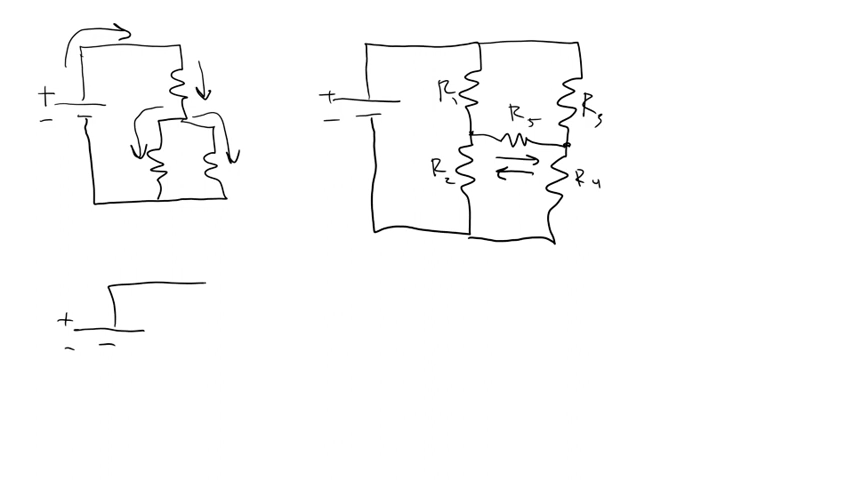 +
-
+
-
R1
R5
R3
R2
R4
+
-